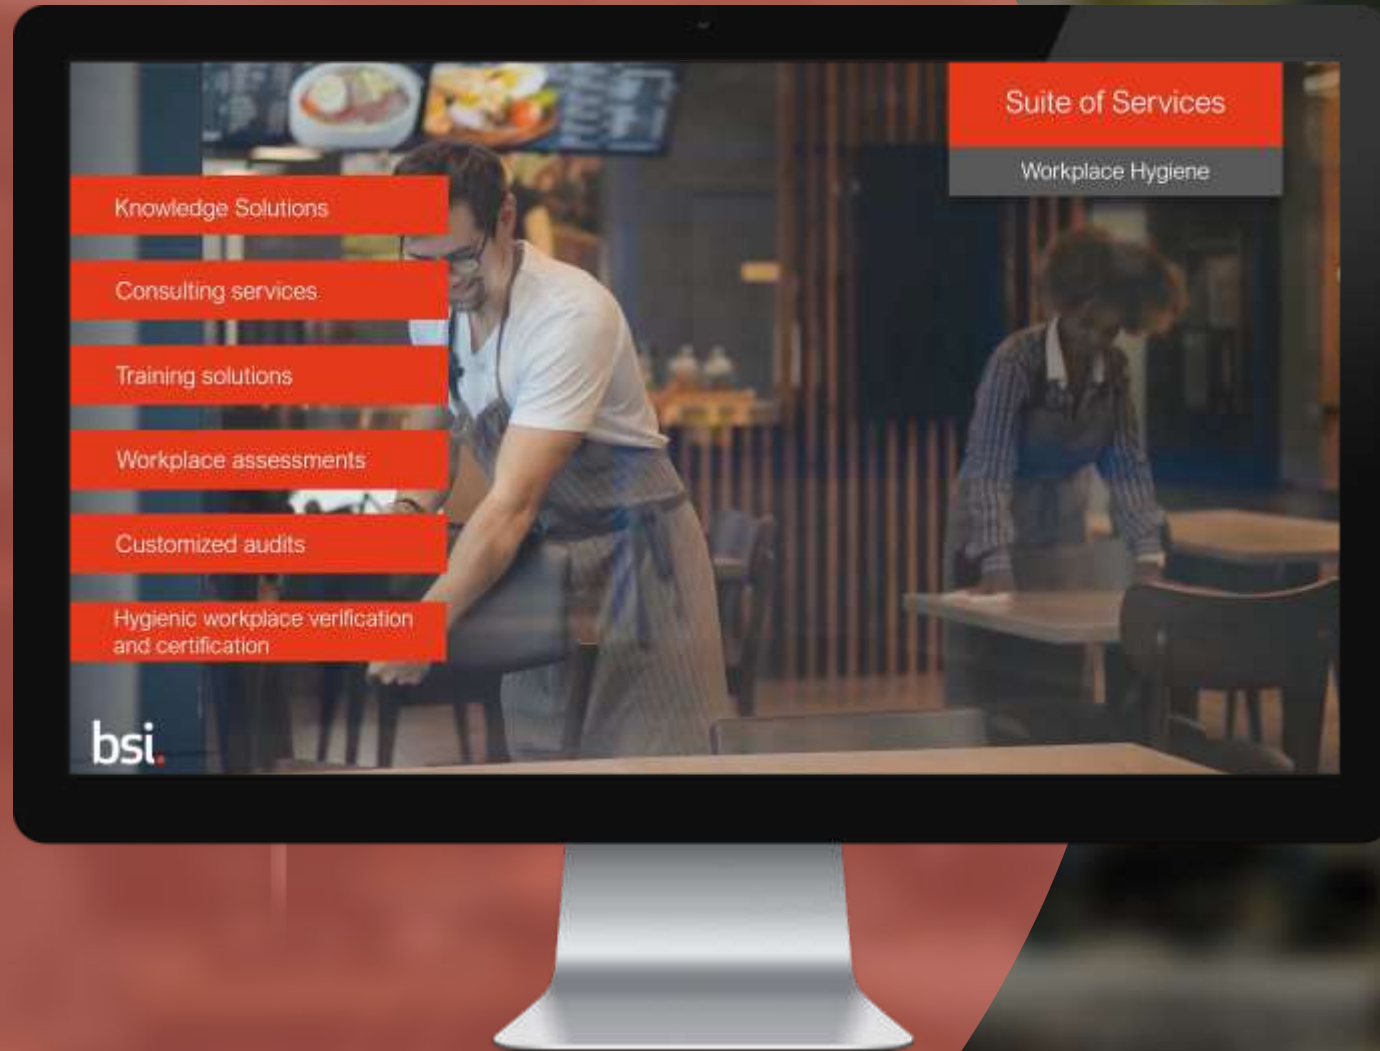 Suite of Services
Workplace Hygiene
Knowledge Solutions
Consulting services
Training solutions
Workplace assessments
Customized audits
Hygienic workplace verification
and certification
bsi.